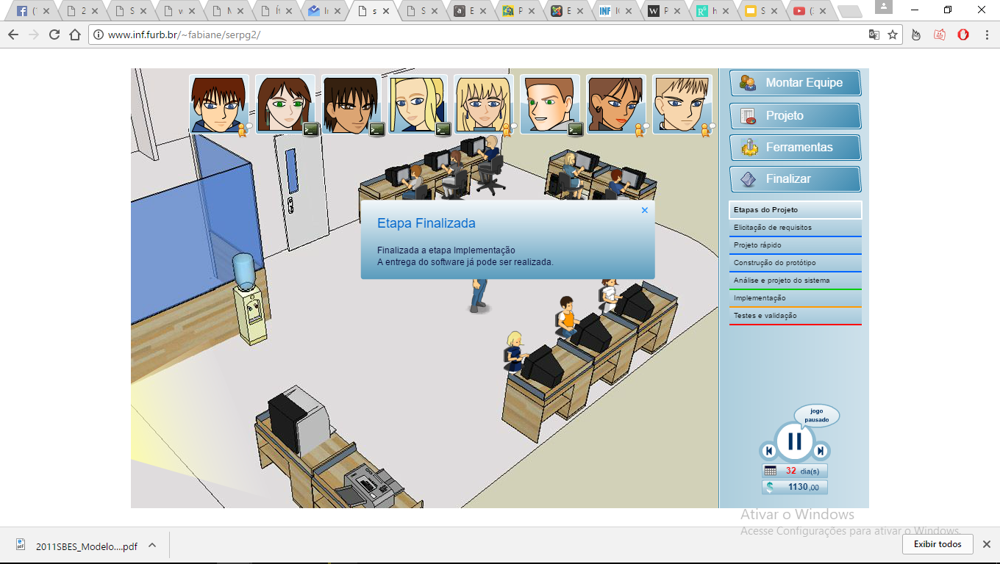 www.inf.furb.br/~fabiane/serpg2/
Montar Equipe
Projeto
Ferramentas
Finalizar
Etapas do Projeto
Elicitação de requisitos
Projeto rápido
Construção do protótipo
Análise e projeto do sistema
Implementação
Testes e validação
Etapa Finalizada
Finalizada a etapa Implementação
A entrega do software já pode ser realizada.
jogo
pausado
32 dia(s)
1130,00
Ativar o Windows
Acesse Configurações para ativar o Windows.
2011SBES_Modelo....pdf
Exibir todos